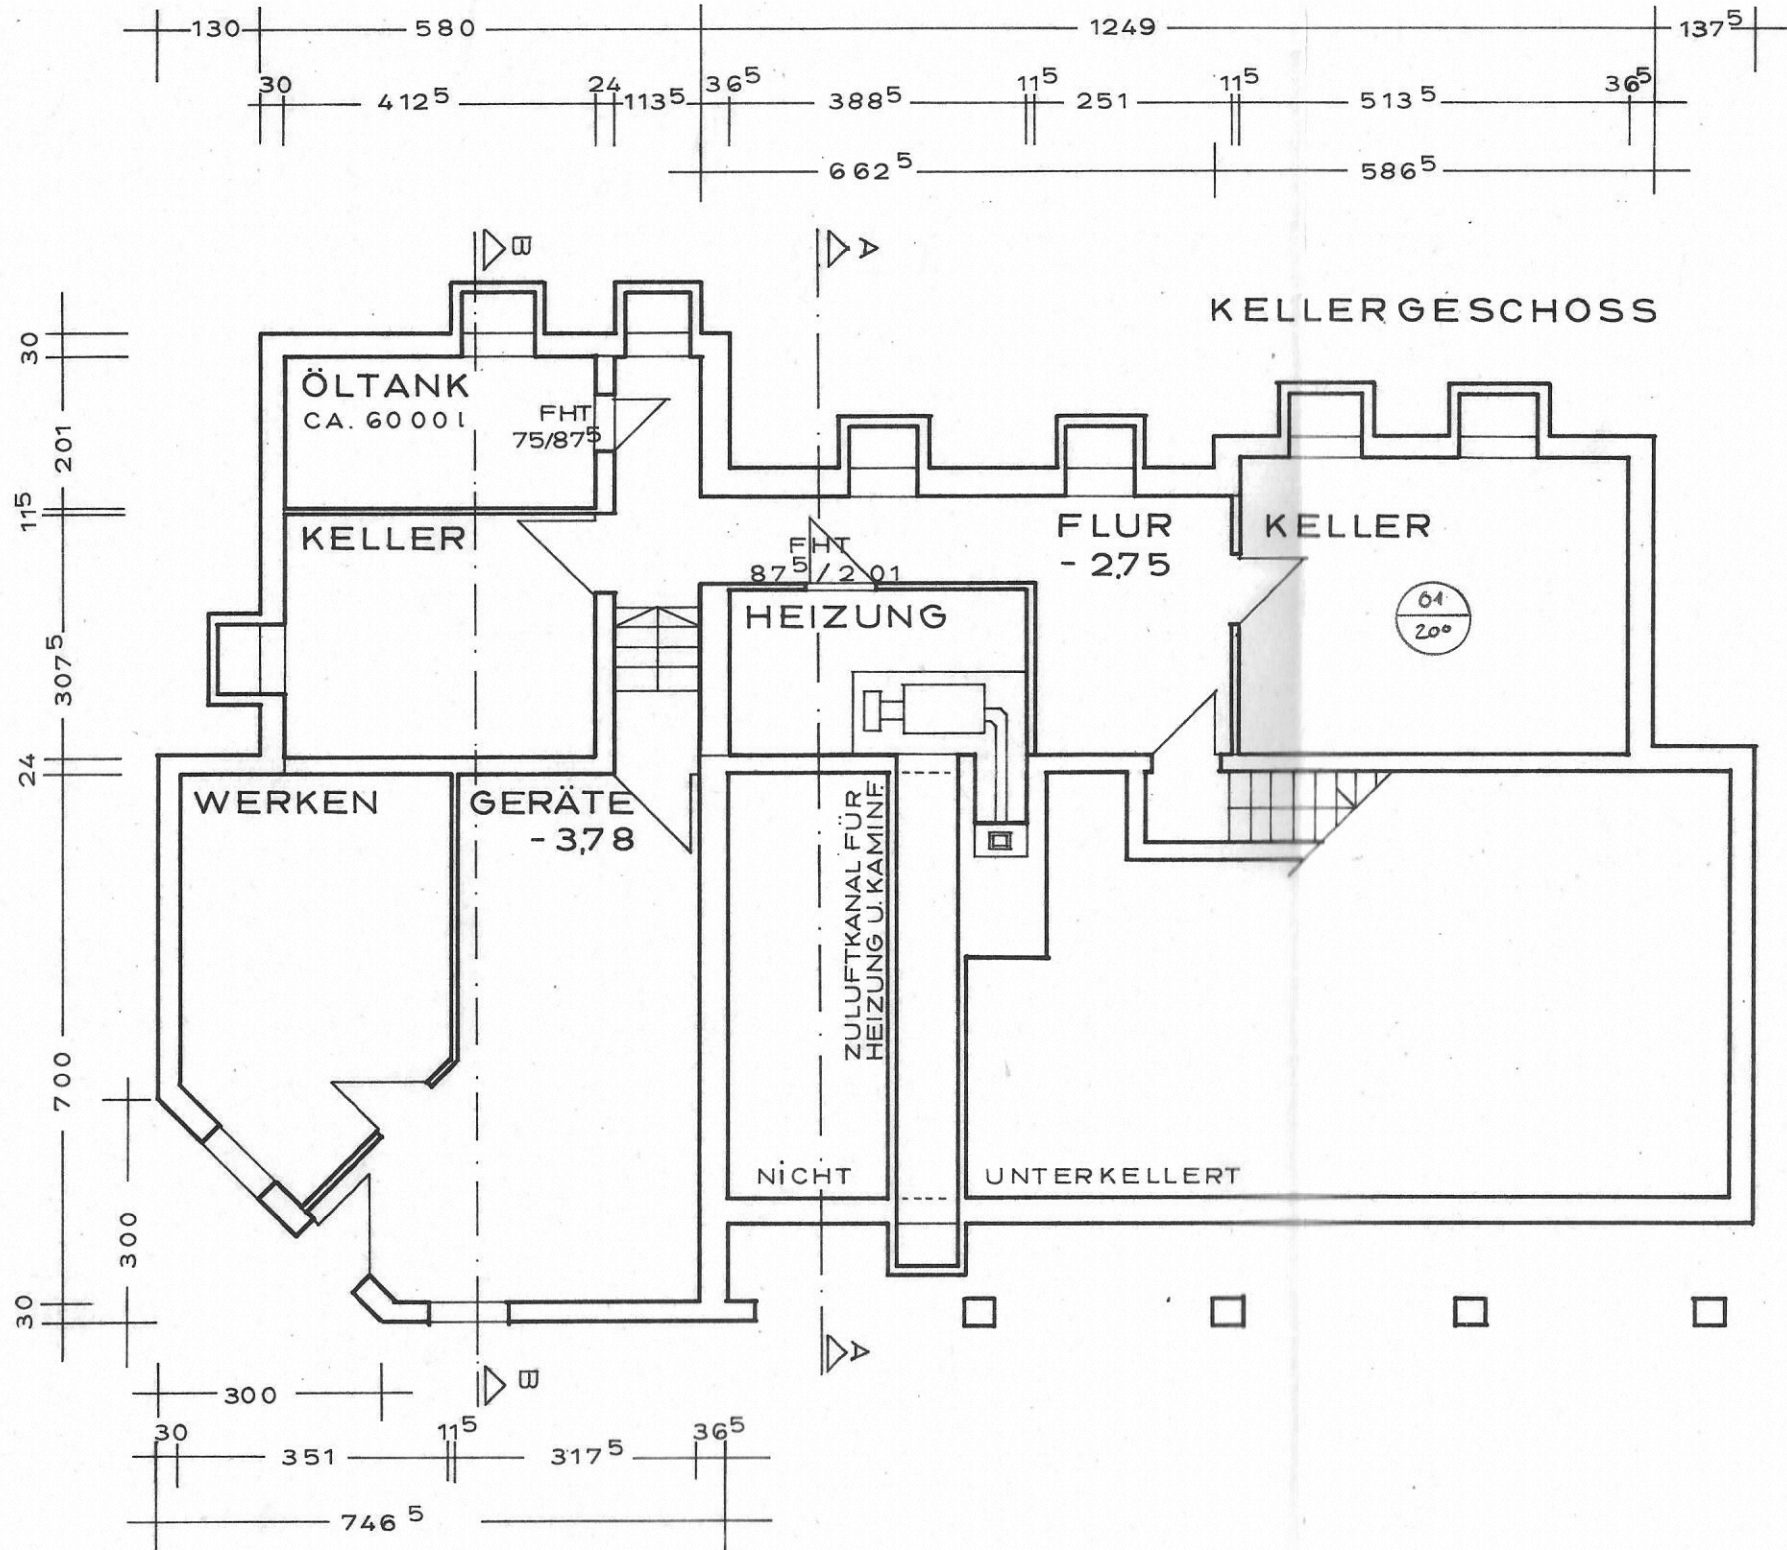 130 580 1249 137⁵
30 412⁵ 24 113⁵ 36⁵ 388⁵ 11⁵ 251 11⁵ 513⁵ 36⁵
662⁵ 586⁵
B A
KELLERGESCHOSS
30
201
11⁵
307⁵
24
700
300
30
ÖLTANK
CA. 6000 l
FHT
75/87⁵
KELLER
FHT
87⁵/2 01
HEIZUNG
FLUR
- 2,75
KELLER
01
20°
WERKEN
GERÄTE
- 3,78
ZULUFTKANAL FÜR
HEIZUNG U. KAMINF.
NiCHT UNTERKELLERT
B A
300
30 351 11⁵ 317⁵ 36⁵
746⁵